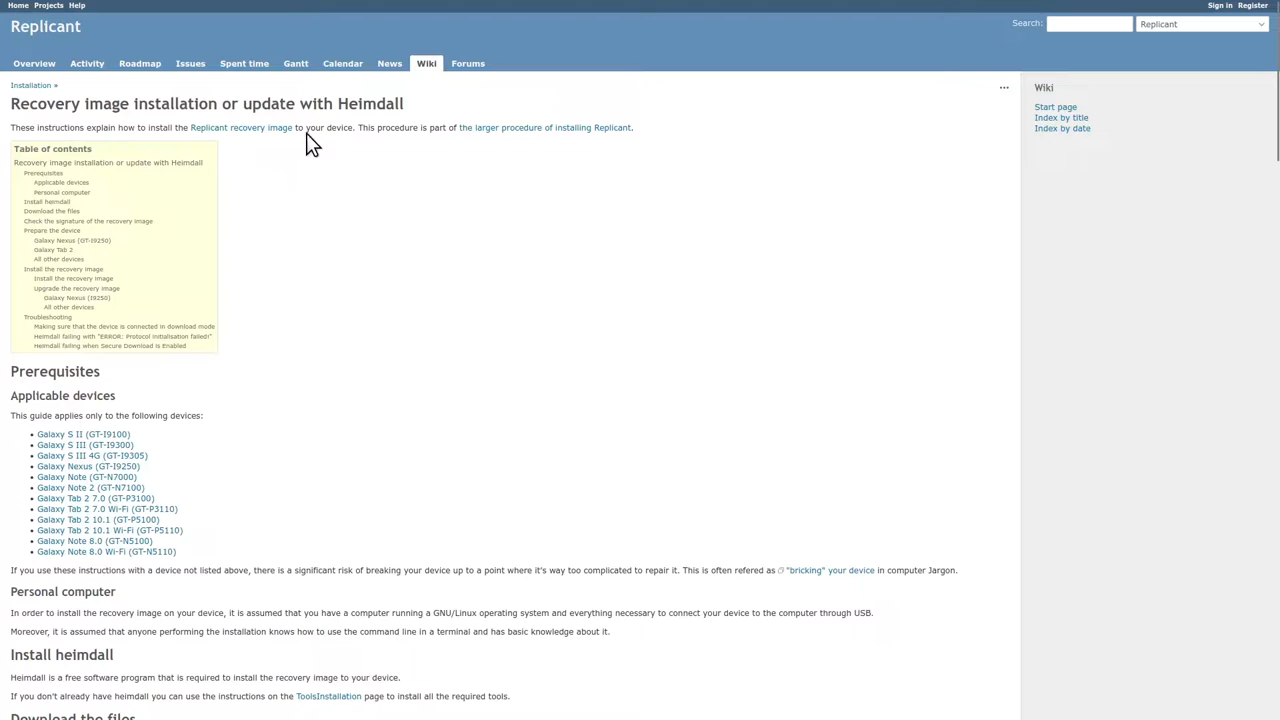 Home Projects Help
Sign in Register
Replicant
Search:
Replicant
Overview Activity Roadmap Issues Spent time Gantt Calendar News Wiki Forums
Installation »
Recovery image installation or update with Heimdall
These instructions explain how to install the Replicant recovery image to your device. This procedure is part of the larger procedure of installing Replicant.
Table of contents
Recovery image installation or update with Heimdall
Prerequisites
Applicable devices
Personal computer
Install heimdall
Download the files
Check the signature of the recovery image
Prepare the device
Galaxy Nexus (GT-I9250)
Galaxy Tab 2
All other devices
Install the recovery image
Install the recovery image
Upgrade the recovery image
Galaxy Nexus (I9250)
All other devices
Troubleshooting
Making sure that the device is connected in download mode
Heimdall failing with "ERROR: Protocol initialisation failed!"
Heimdall failing when Secure Download is Enabled
Prerequisites
Applicable devices
This guide applies only to the following devices:
• Galaxy S II (GT-I9100)
• Galaxy S III (GT-I9300)
• Galaxy S III 4G (GT-I9305)
• Galaxy Nexus (GT-I9250)
• Galaxy Note (GT-N7000)
• Galaxy Note 2 (GT-N7100)
• Galaxy Tab 2 7.0 (GT-P3100)
• Galaxy Tab 2 7.0 Wi-Fi (GT-P3110)
• Galaxy Tab 2 10.1 (GT-P5100)
• Galaxy Tab 2 10.1 Wi-Fi (GT-P5110)
• Galaxy Note 8.0 (GT-N5100)
• Galaxy Note 8.0 Wi-Fi (GT-N5110)
If you use these instructions with a device not listed above, there is a significant risk of breaking your device up to a point where it's way too complicated to repair it. This is often refered as "bricking" your device in computer Jargon.
Personal computer
In order to install the recovery image on your device, it is assumed that you have a computer running a GNU/Linux operating system and everything necessary to connect your device to the computer through USB.
Moreover, it is assumed that anyone performing the installation knows how to use the command line in a terminal and has basic knowledge about it.
Install heimdall
Heimdall is a free software program that is required to install the recovery image to your device.
If you don't already have heimdall you can use the instructions on the ToolsInstallation page to install all the required tools.
Download the files
Wiki
Start page
Index by title
Index by date